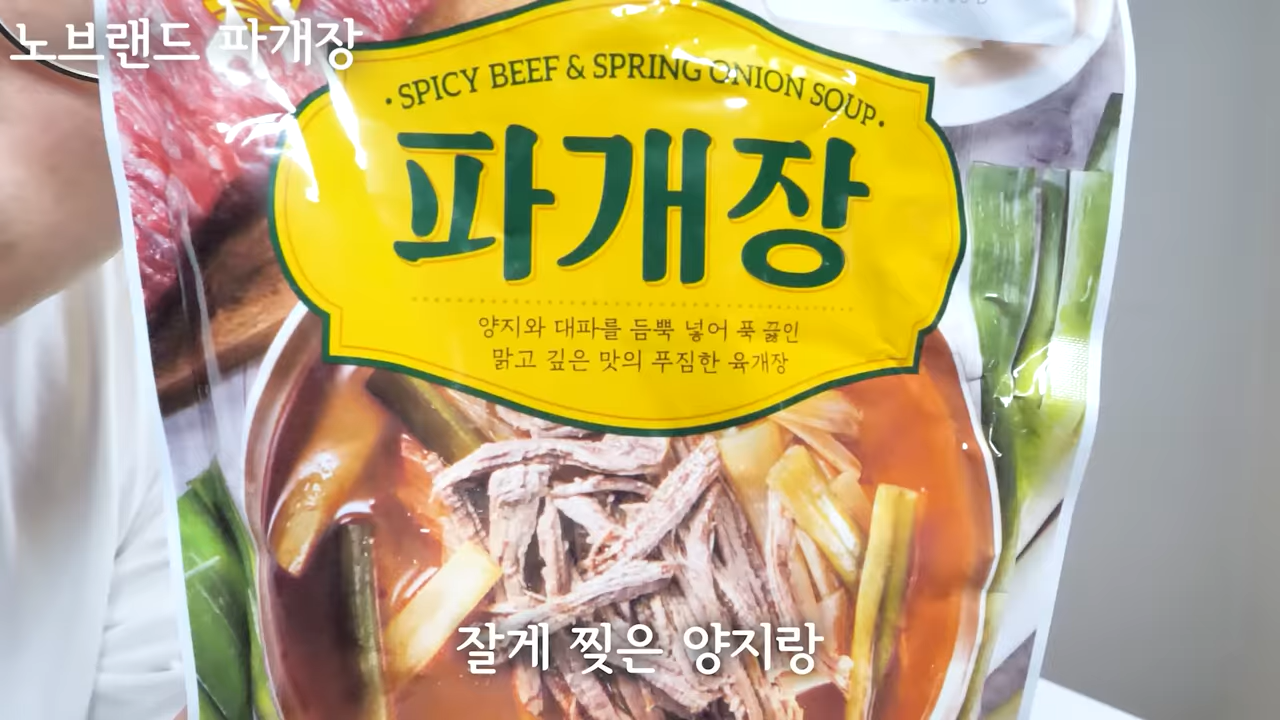 노브랜드 파개장
·SPICY BEEF & SPRING ONION SOUP·
파개장
양지와 대파를 듬뿍 넣어 푹 끓인
맑고 깊은 맛의 푸짐한 육개장
잘게 찢은 양지랑